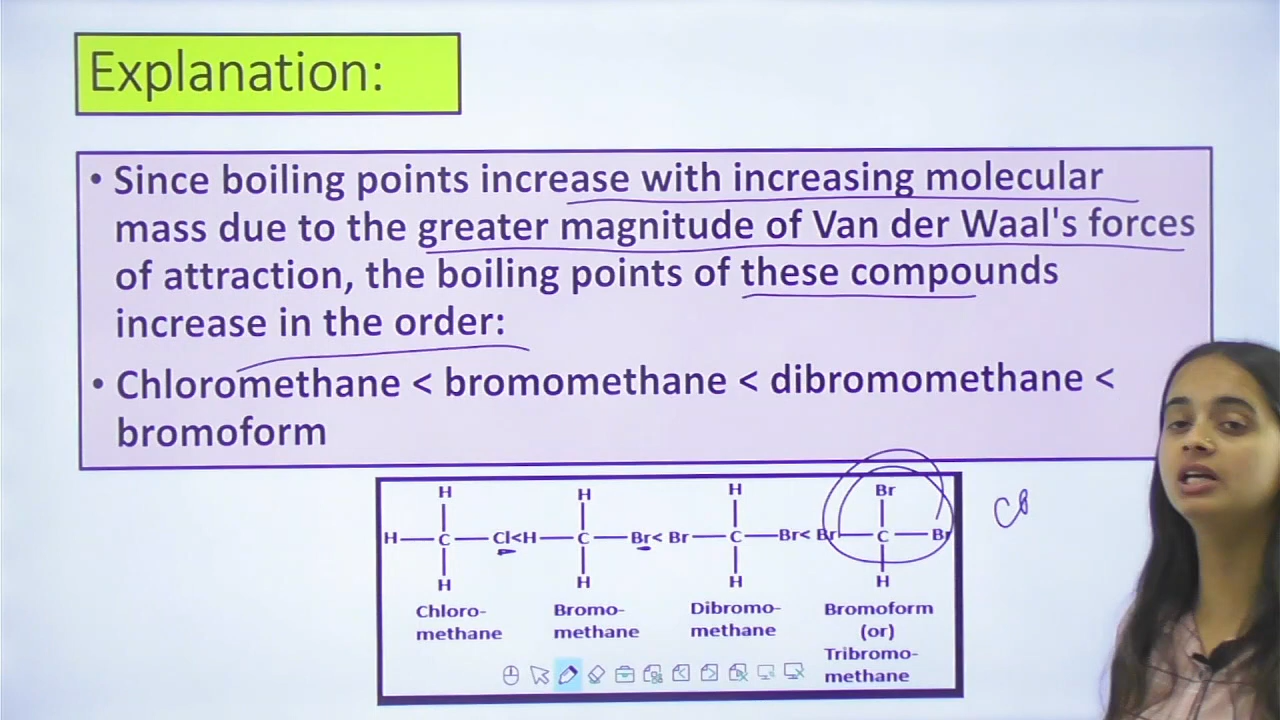 Explanation:
• Since boiling points increase with increasing molecular
mass due to the greater magnitude of Van der Waal's forces
of attraction, the boiling points of these compounds
increase in the order:
• Chloromethane < bromomethane < dibromomethane <
bromoform
H H H Br
H—C—Cl<H—C—Br< Br—C—Br< Br—C—Br
H H H H
Chloro- Bromo- Dibromo- Bromoform
methane methane methane (or)
Tribromo-
methane